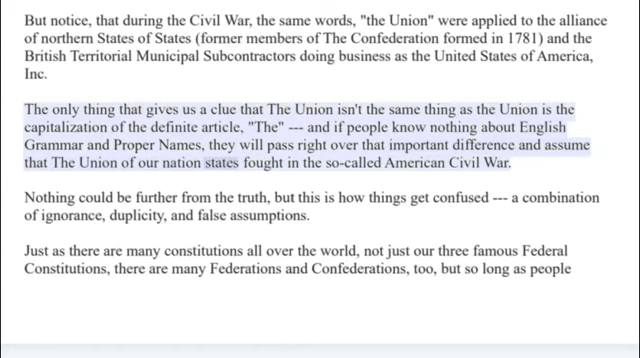 But notice, that during the Civil War, the same words, "the Union" were applied to the alliance
of northern States of States (former members of The Confederation formed in 1781) and the
British Territorial Municipal Subcontractors doing business as the United States of America,
Inc.
The only thing that gives us a clue that The Union isn't the same thing as the Union is the
capitalization of the definite article, "The" --- and if people know nothing about English
Grammar and Proper Names, they will pass right over that important difference and assume
that The Union of our nation states fought in the so-called American Civil War.
Nothing could be further from the truth, but this is how things get confused --- a combination
of ignorance, duplicity, and false assumptions.
Just as there are many constitutions all over the world, not just our three famous Federal
Constitutions, there are many Federations and Confederations, too, but so long as people